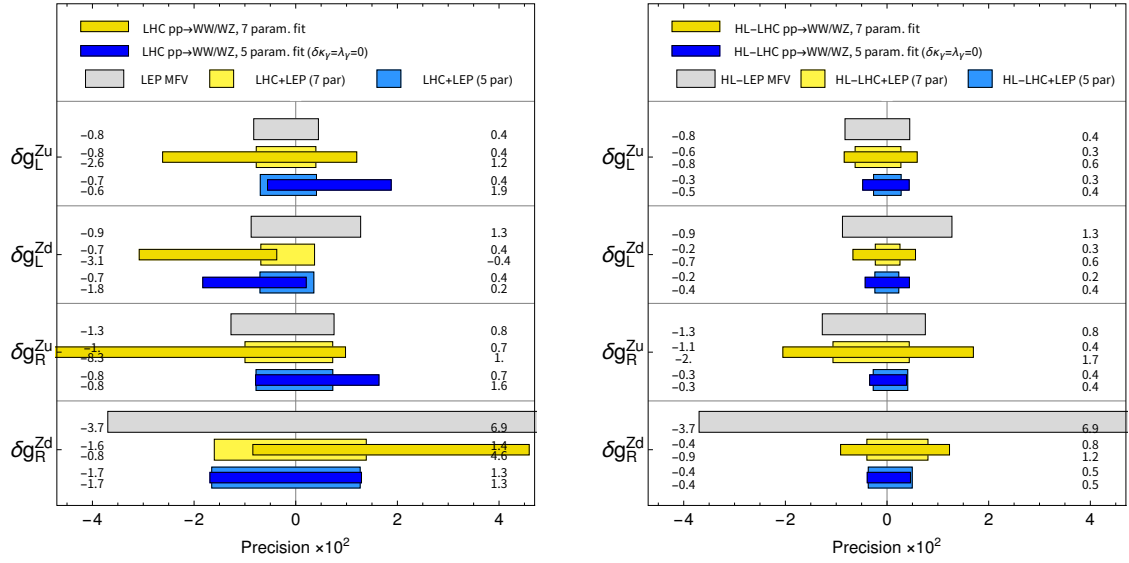 LHC pp→WW/WZ, 7 param. fit
LHC pp→WW/WZ, 5 param. fit (δκγ=λγ=0)
LEP MFV LHC+LEP (7 par) LHC+LEP (5 par)
δg_L^Zu
-0.8 0.4
-0.8 0.4
-2.6 1.2
-0.7 0.4
-0.6 1.9
δg_L^Zd
-0.9 1.3
-0.7 0.4
-3.1 -0.4
-0.7 0.4
-1.8 0.2
δg_R^Zu
-1.3 0.8
-1. 0.7
-8.3 1.
-0.8 0.7
-0.8 1.6
δg_R^Zd
-3.7 6.9
-1.6 1.4
-0.8 4.6
-1.7 1.3
-1.7 1.3
-4 -2 0 2 4
Precision ×10²
HL-LHC pp→WW/WZ, 7 param. fit
HL-LHC pp→WW/WZ, 5 param. fit (δκγ=λγ=0)
HL-LEP MFV HL-LHC+LEP (7 par) HL-LHC+LEP (5 par)
δg_L^Zu
-0.8 0.4
-0.6 0.3
-0.8 0.6
-0.3 0.3
-0.5 0.4
δg_L^Zd
-0.9 1.3
-0.2 0.3
-0.7 0.6
-0.2 0.2
-0.4 0.4
δg_R^Zu
-1.3 0.8
-1.1 0.4
-2. 1.7
-0.3 0.4
-0.3 0.4
δg_R^Zd
-3.7 6.9
-0.4 0.8
-0.9 1.2
-0.4 0.5
-0.4 0.5
-4 -2 0 2 4
Precision ×10²